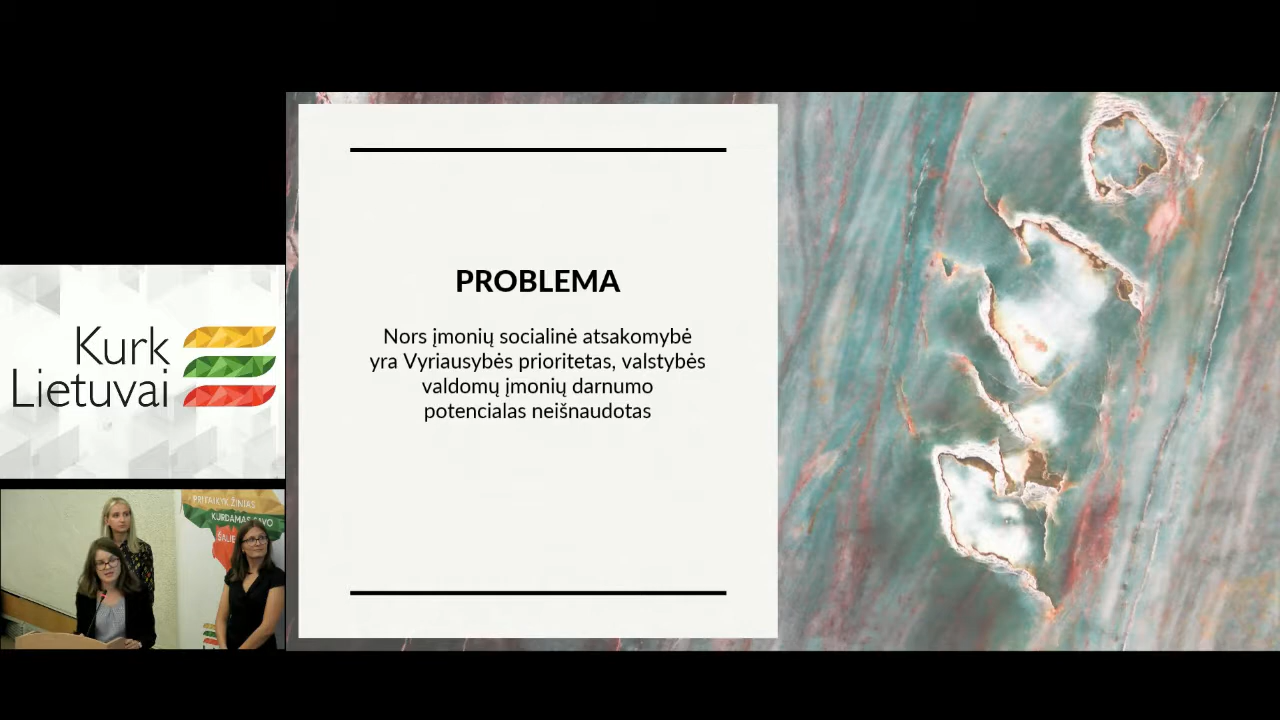 Kurk
Lietuvai
PRITAIKYK ŽINIAS
KURDAMAS SAVO
ŠALIE
PROBLEMA
Nors įmonių socialinė atsakomybė
yra Vyriausybės prioritetas, valstybės
valdomų įmonių darnumo
potencialas neišnaudotas